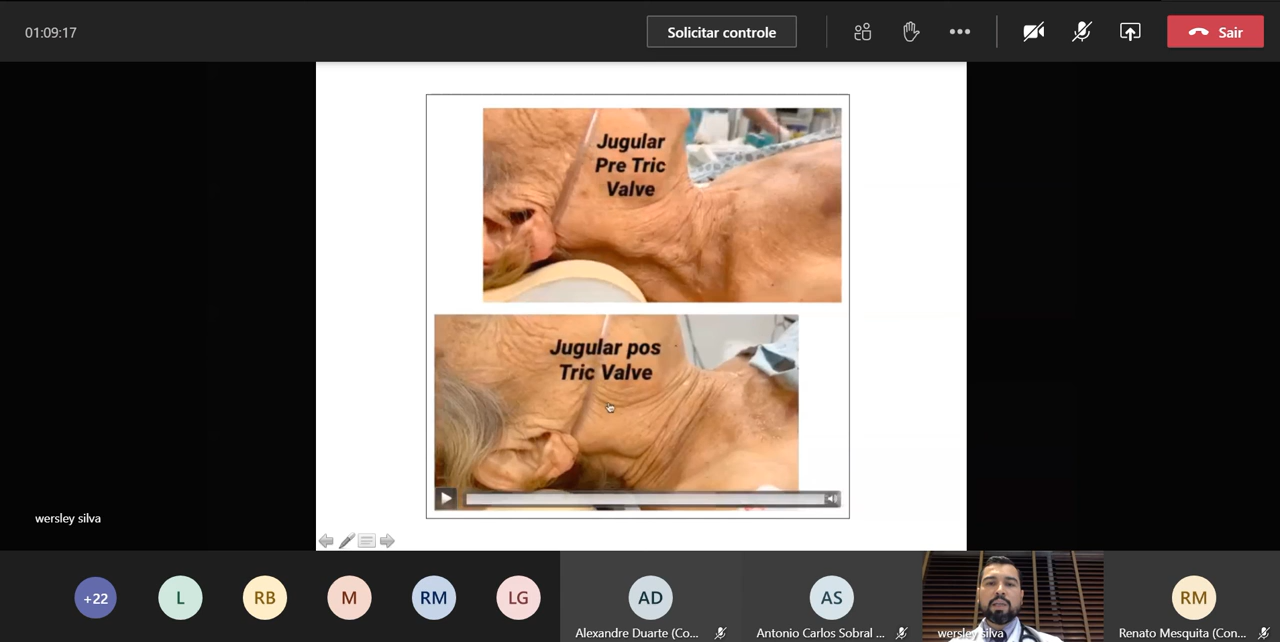 01:09:17
Solicitar controle
Sair
Jugular
Pre Tric
Valve
Jugular pos
Tric Valve
wersley silva
+22
L
RB
M
RM
LG
AD
AS
RM
Alexandre Duarte (Co...
Antonio Carlos Sobral ...
wersley silva
Renato Mesquita (Con...